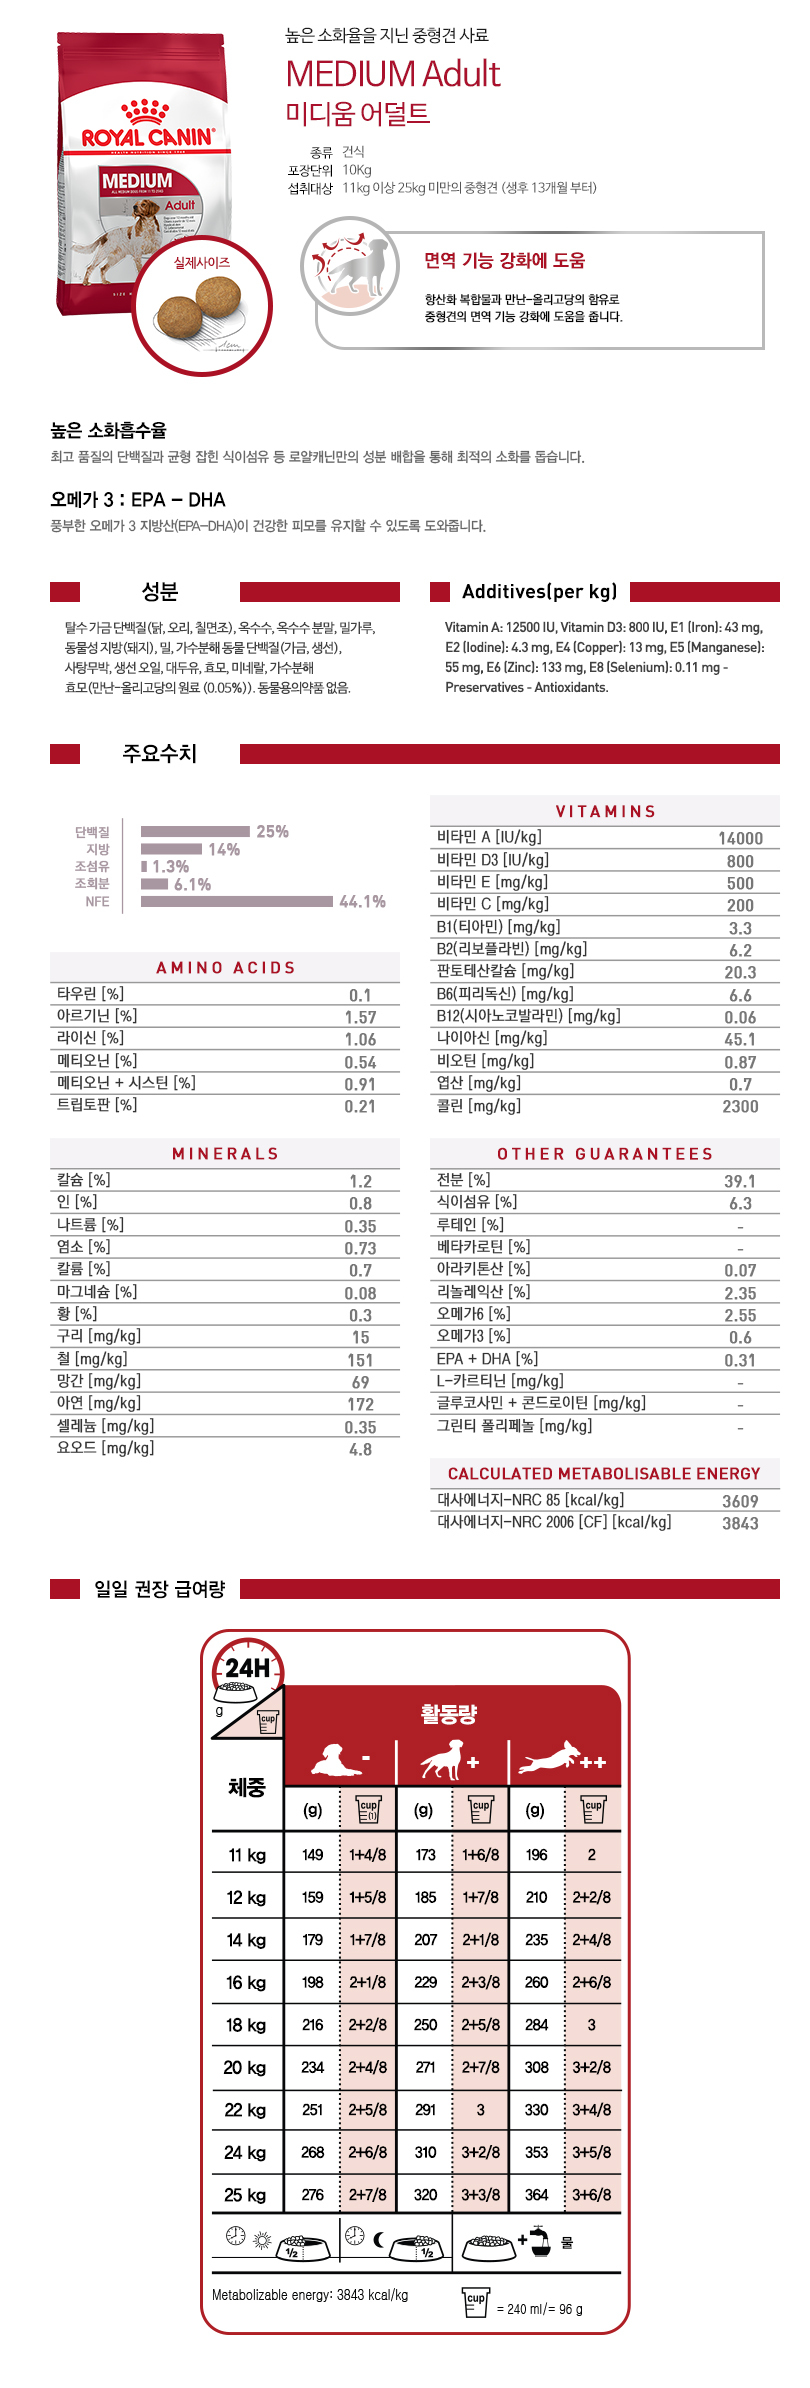 높은 소화율을 지닌 중형견 사료
MEDIUM Adult
미디움 어덜트
종류 건식
포장단위 10Kg
섭취대상 11kg 이상 25kg 미만의 중형견 (생후 13개월 부터)
ROYAL CANIN
MEDIUM
Adult
실제사이즈
면역 기능 강화에 도움
항산화 복합물과 만난-올리고당의 함유로
중형견의 면역 기능 강화에 도움을 줍니다.
높은 소화흡수율
최고 품질의 단백질과 균형 잡힌 식이섬유 등 로얄캐닌만의 성분 배합을 통해 최적의 소화를 돕습니다.
오메가 3 : EPA - DHA
풍부한 오메가 3 지방산(EPA-DHA)이 건강한 피모를 유지할 수 있도록 도와줍니다.
성분
탈수 가금 단백질(닭, 오리, 칠면조), 옥수수, 옥수수 분말, 밀가루,
동물성 지방(돼지), 밀, 가수분해 동물 단백질(가금, 생선),
사탕무박, 생선 오일, 대두유, 효모, 미네랄, 가수분해
효모(만난-올리고당의 원료 (0.05%)). 동물용의약품 없음.
Additives(per kg)
Vitamin A: 12500 IU, Vitamin D3: 800 IU, E1 (Iron): 43 mg,
E2 (Iodine): 4.3 mg, E4 (Copper): 13 mg, E5 (Manganese):
55 mg, E6 (Zinc): 133 mg, E8 (Selenium): 0.11 mg -
Preservatives - Antioxidants.
주요수치
단백질 25%
지방 14%
조섬유 1.3%
조회분 6.1%
NFE 44.1%
AMINO ACIDS
타우린 [%] 0.1
아르기닌 [%] 1.57
라이신 [%] 1.06
메티오닌 [%] 0.54
메티오닌 + 시스틴 [%] 0.91
트립토판 [%] 0.21
VITAMINS
비타민 A [IU/kg] 14000
비타민 D3 [IU/kg] 800
비타민 E [mg/kg] 500
비타민 C [mg/kg] 200
B1(티아민) [mg/kg] 3.3
B2(리보플라빈) [mg/kg] 6.2
판토테산칼슘 [mg/kg] 20.3
B6(피리독신) [mg/kg] 6.6
B12(시아노코발라민) [mg/kg] 0.06
나이아신 [mg/kg] 45.1
비오틴 [mg/kg] 0.87
엽산 [mg/kg] 0.7
콜린 [mg/kg] 2300
MINERALS
칼슘 [%] 1.2
인 [%] 0.8
나트륨 [%] 0.35
염소 [%] 0.73
칼륨 [%] 0.7
마그네슘 [%] 0.08
황 [%] 0.3
구리 [mg/kg] 15
철 [mg/kg] 151
망간 [mg/kg] 69
아연 [mg/kg] 172
셀레늄 [mg/kg] 0.35
요오드 [mg/kg] 4.8
OTHER GUARANTEES
전분 [%] 39.1
식이섬유 [%] 6.3
루테인 [%] -
베타카로틴 [%] -
아라키톤산 [%] 0.07
리놀레익산 [%] 2.35
오메가6 [%] 2.55
오메가3 [%] 0.6
EPA + DHA [%] 0.31
L-카르티닌 [mg/kg] -
글루코사민 + 콘드로이틴 [mg/kg] -
그린티 폴리페놀 [mg/kg] -
CALCULATED METABOLISABLE ENERGY
대사에너지-NRC 85 [kcal/kg] 3609
대사에너지-NRC 2006 [CF] [kcal/kg] 3843
일일 권장 급여량
24H
g cup
활동량
- + ++
체중
(g) cup (1) (g) cup (g) cup
11 kg 149 1+4/8 173 1+6/8 196 2
12 kg 159 1+5/8 185 1+7/8 210 2+2/8
14 kg 179 1+7/8 207 2+1/8 235 2+4/8
16 kg 198 2+1/8 229 2+3/8 260 2+6/8
18 kg 216 2+2/8 250 2+5/8 284 3
20 kg 234 2+4/8 271 2+7/8 308 3+2/8
22 kg 251 2+5/8 291 3 330 3+4/8
24 kg 268 2+6/8 310 3+2/8 353 3+5/8
25 kg 276 2+7/8 320 3+3/8 364 3+6/8
1/2 1/2 + 물
Metabolizable energy: 3843 kcal/kg
cup = 240 ml/= 96 g